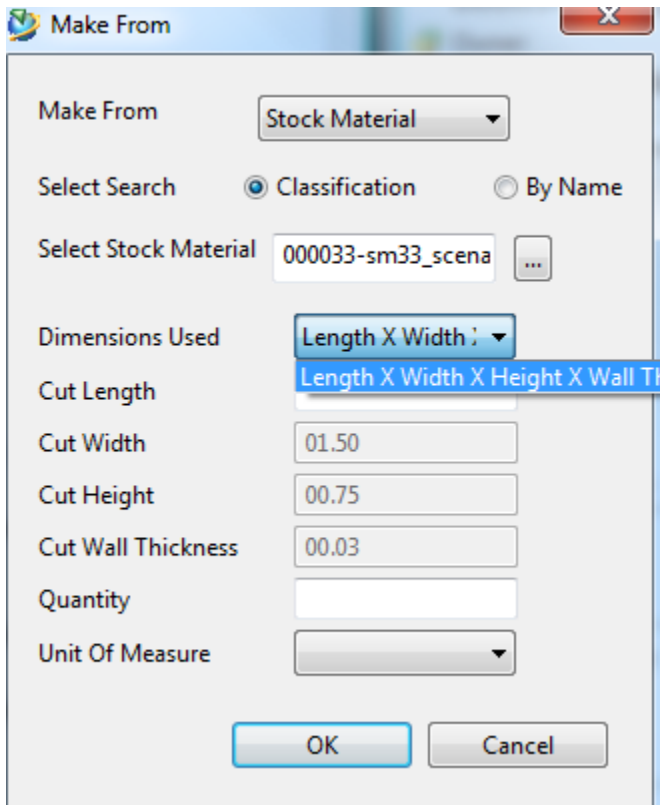 Make From
Make From Stock Material
Select Search Classification By Name
Select Stock Material 000033-sm33_scena ...
Dimensions Used Length X Width
Length X Width X Height X Wall
Cut Length
Cut Width 01.50
Cut Height 00.75
Cut Wall Thickness 00.03
Quantity
Unit Of Measure
OK Cancel